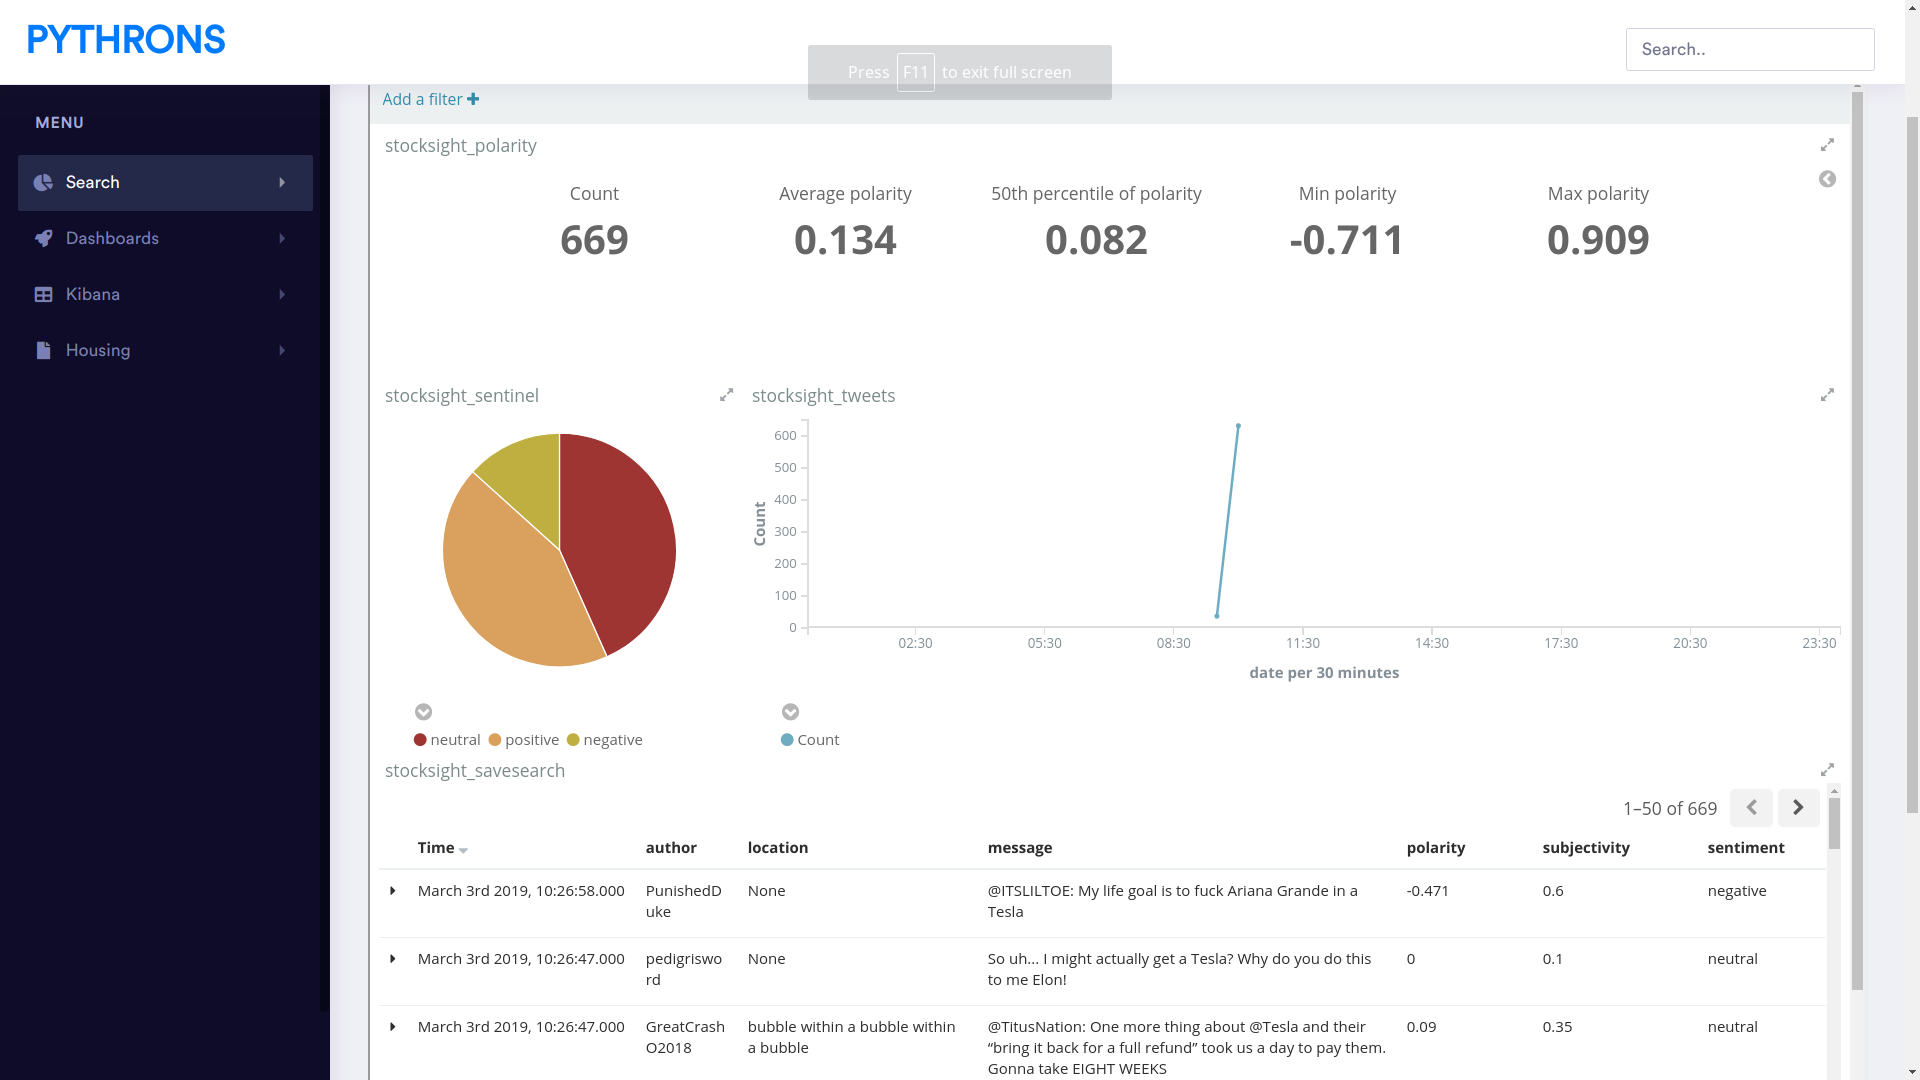 PYTHRONS
Search..
Press F11 to exit full screen
MENU
Search
Dashboards
Kibana
Housing
Add a filter
stocksight_polarity
Count
669
Average polarity
0.134
50th percentile of polarity
0.082
Min polarity
-0.711
Max polarity
0.909
stocksight_sentinel
neutral positive negative
stocksight_tweets
Count
600
500
400
300
200
100
0
02:30 05:30 08:30 11:30 14:30 17:30 20:30 23:30
date per 30 minutes
Count
stocksight_savesearch
1–50 of 669
Time author location message polarity subjectivity sentiment
March 3rd 2019, 10:26:58.000 PunishedD None @ITSLILTOE: My life goal is to fuck Ariana Grande in a -0.471 0.6 negative
uke Tesla
March 3rd 2019, 10:26:47.000 pedigriswo None So uh... I might actually get a Tesla? Why do you do this 0 0.1 neutral
rd to me Elon!
March 3rd 2019, 10:26:47.000 GreatCrash bubble within a bubble within @TitusNation: One more thing about @Tesla and their 0.09 0.35 neutral
O2018 a bubble “bring it back for a full refund” took us a day to pay them.
Gonna take EIGHT WEEKS